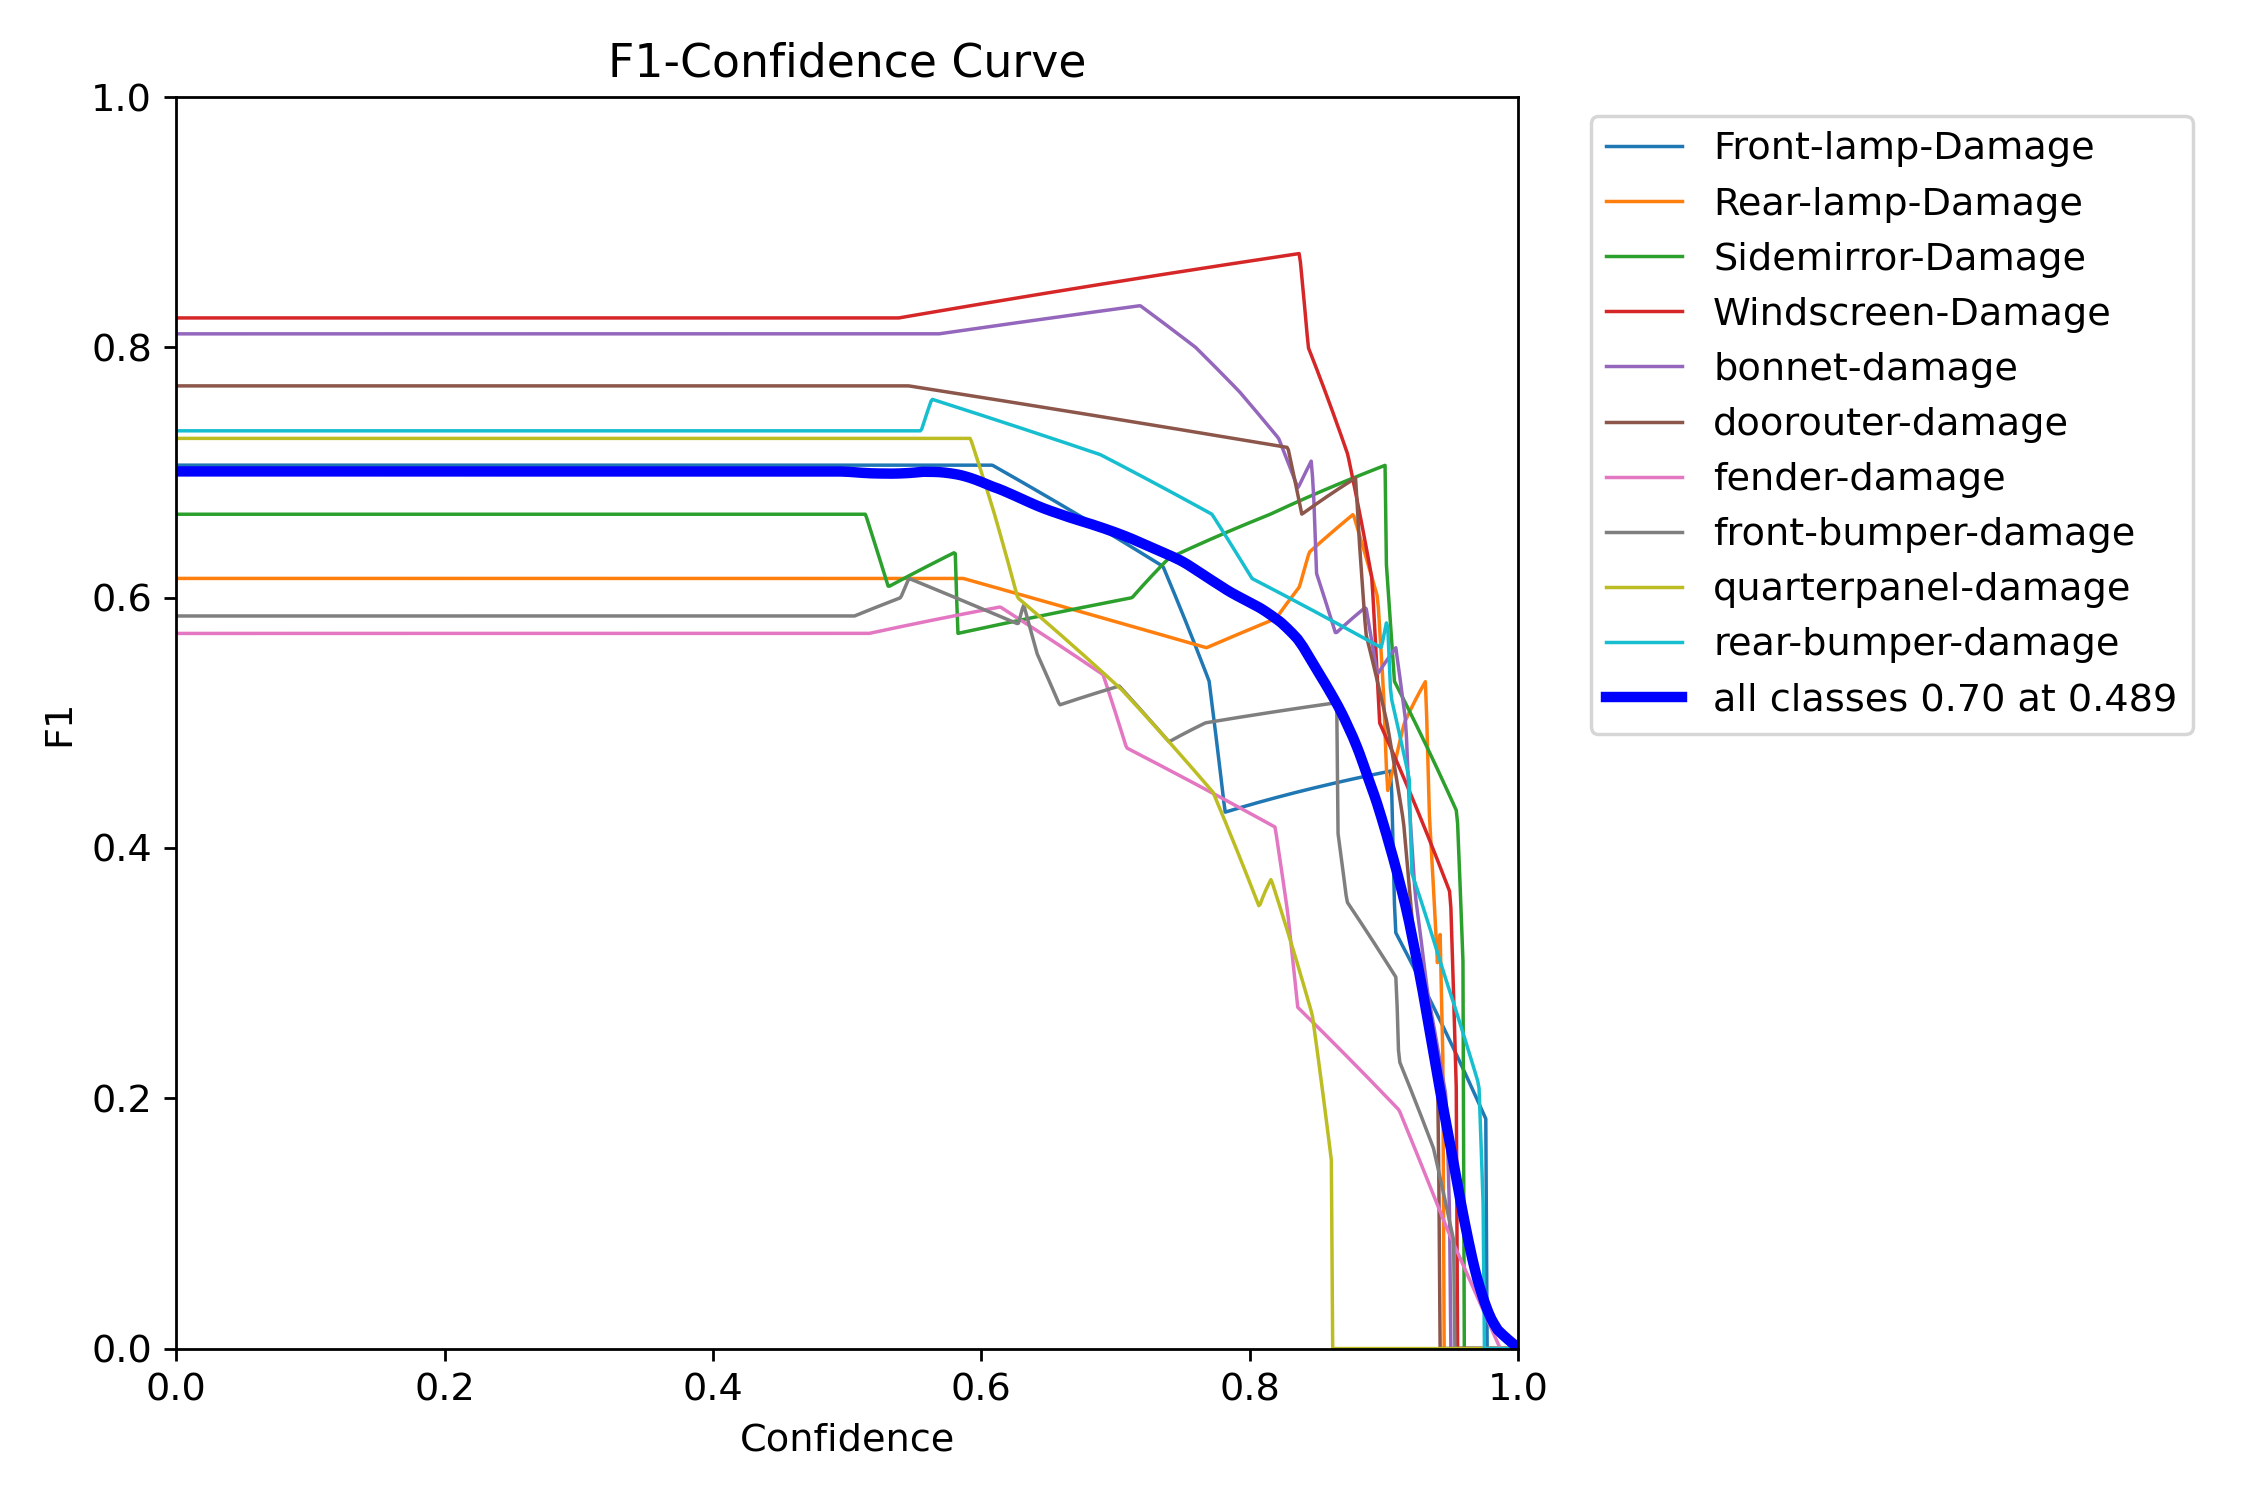 F1-Confidence Curve
1.0
0.8
0.6
0.4
0.2
0.0
F1
0.0 0.2 0.4 0.6 0.8 1.0
Confidence
Front-lamp-Damage
Rear-lamp-Damage
Sidemirror-Damage
Windscreen-Damage
bonnet-damage
doorouter-damage
fender-damage
front-bumper-damage
quarterpanel-damage
rear-bumper-damage
all classes 0.70 at 0.489